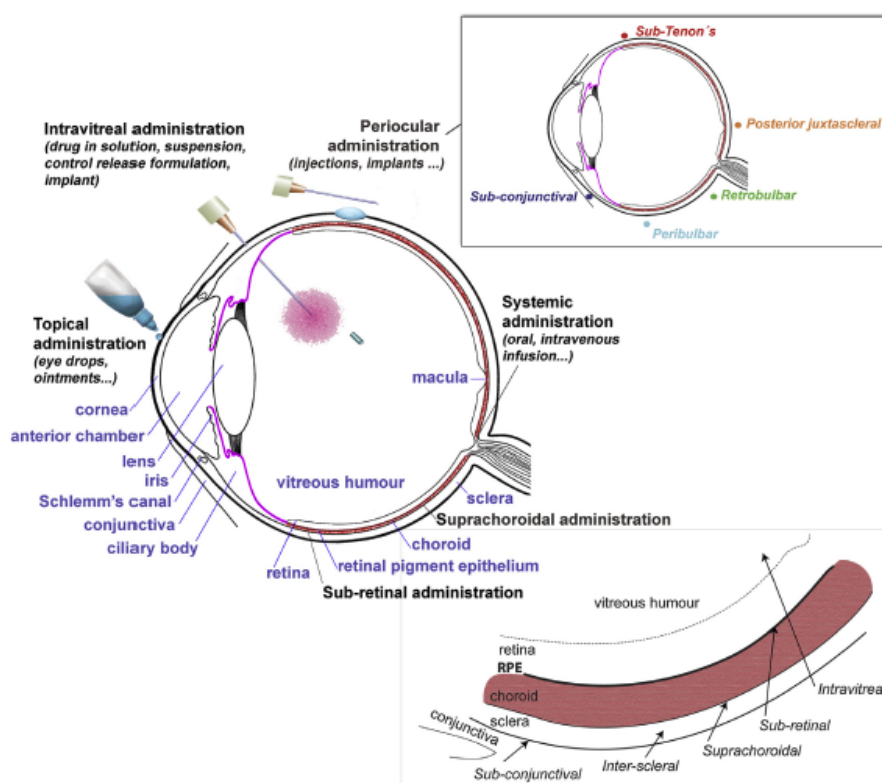 Sub-Tenon´s
Posterior juxtascleral
Retrobulbar
Peribulbar
Sub-conjunctival
Intravitreal administration
(drug in solution, suspension,
control release formulation,
implant)
Periocular
administration
(injections, implants ...)
Topical
administration
(eye drops,
ointments...)
Systemic
administration
(oral, intravenous
infusion...)
macula
cornea
anterior chamber
lens
iris
Schlemm's canal
conjunctiva
ciliary body
vitreous humour
sclera
Suprachoroidal administration
choroid
retinal pigment epithelium
retina
Sub-retinal administration
vitreous humour
retina
RPE
choroid
sclera
conjunctiva
Intravitrea
Sub-retinal
Suprachoroidal
Inter-scleral
Sub-conjunctival